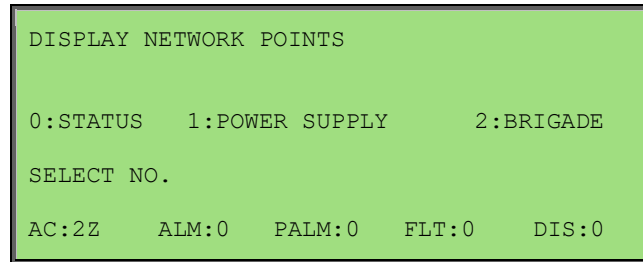 DISPLAY NETWORK POINTS
0:STATUS 1:POWER SUPPLY 2:BRIGADE
SELECT NO.
AC:2Z ALM:0 PALM:0 FLT:0 DIS:0